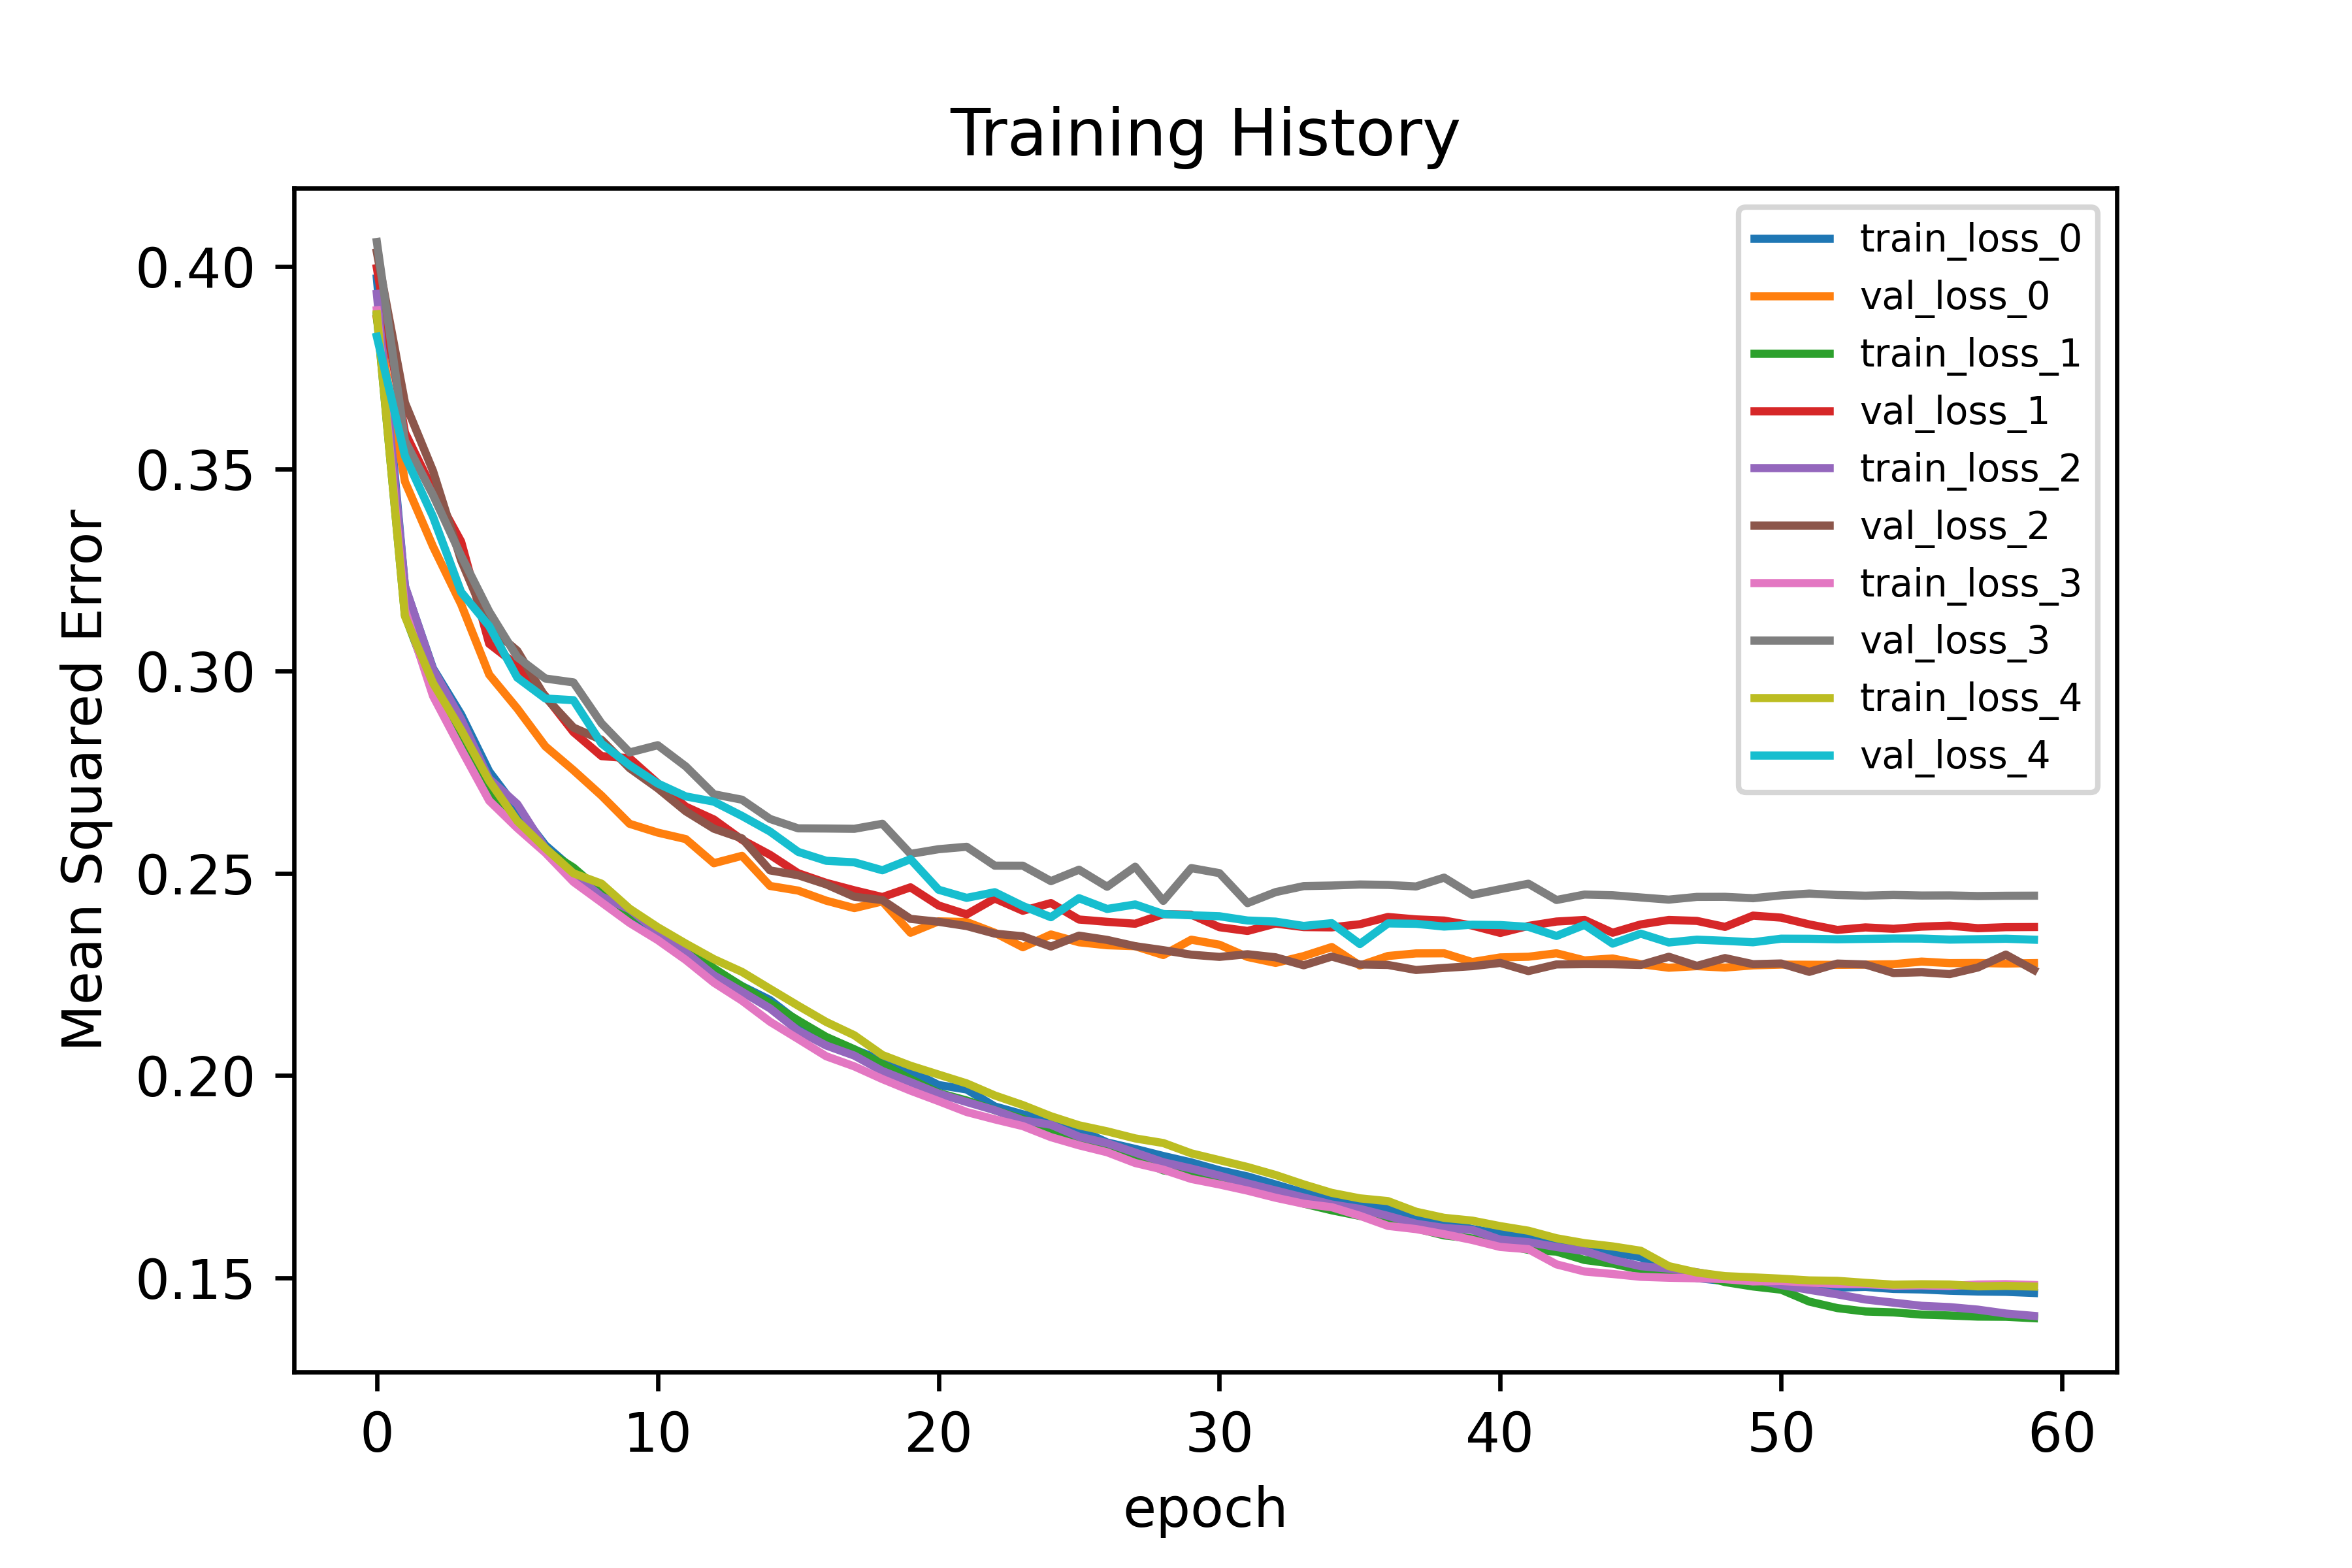 Training History
Mean Squared Error
0.40
0.35
0.30
0.25
0.20
0.15
train_loss_0
val_loss_0
train_loss_1
val_loss_1
train_loss_2
val_loss_2
train_loss_3
val_loss_3
train_loss_4
val_loss_4
0 10 20 30 40 50 60
epoch